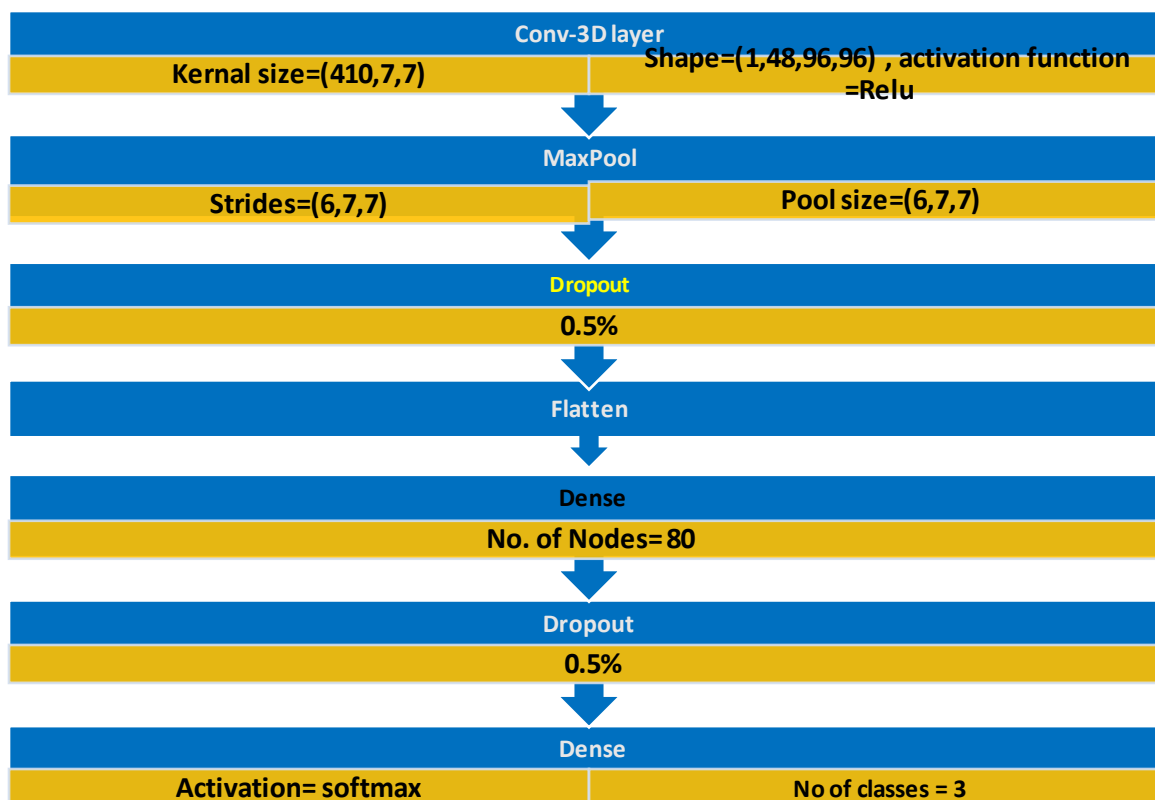 Conv-3D layer
Kernal size=(410,7,7)
Shape=(1,48,96,96) , activation function
=Relu
MaxPool
Strides=(6,7,7)
Pool size=(6,7,7)
Dropout
0.5%
Flatten
Dense
No. of Nodes= 80
Dropout
0.5%
Dense
Activation= softmax
No of classes = 3